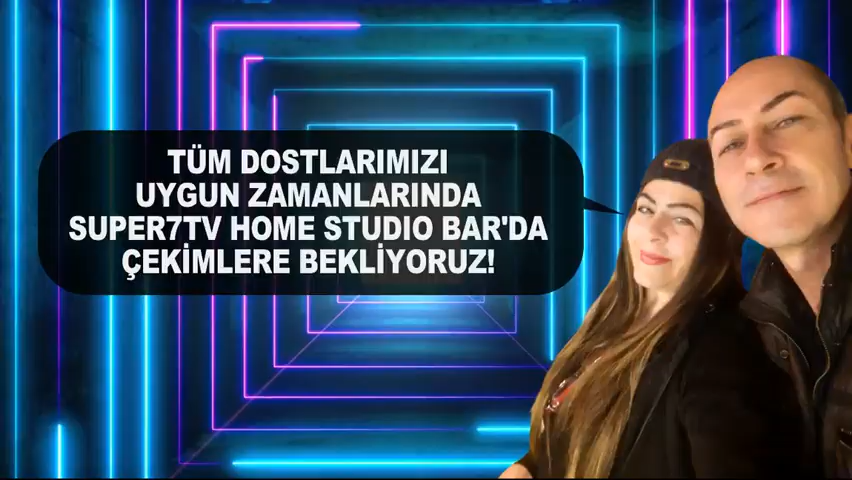 TÜM DOSTLARIMIZI
UYGUN ZAMANLARINDA
SUPER7TV HOME STUDIO BAR'DA
ÇEKİMLERE BEKLİYORUZ!